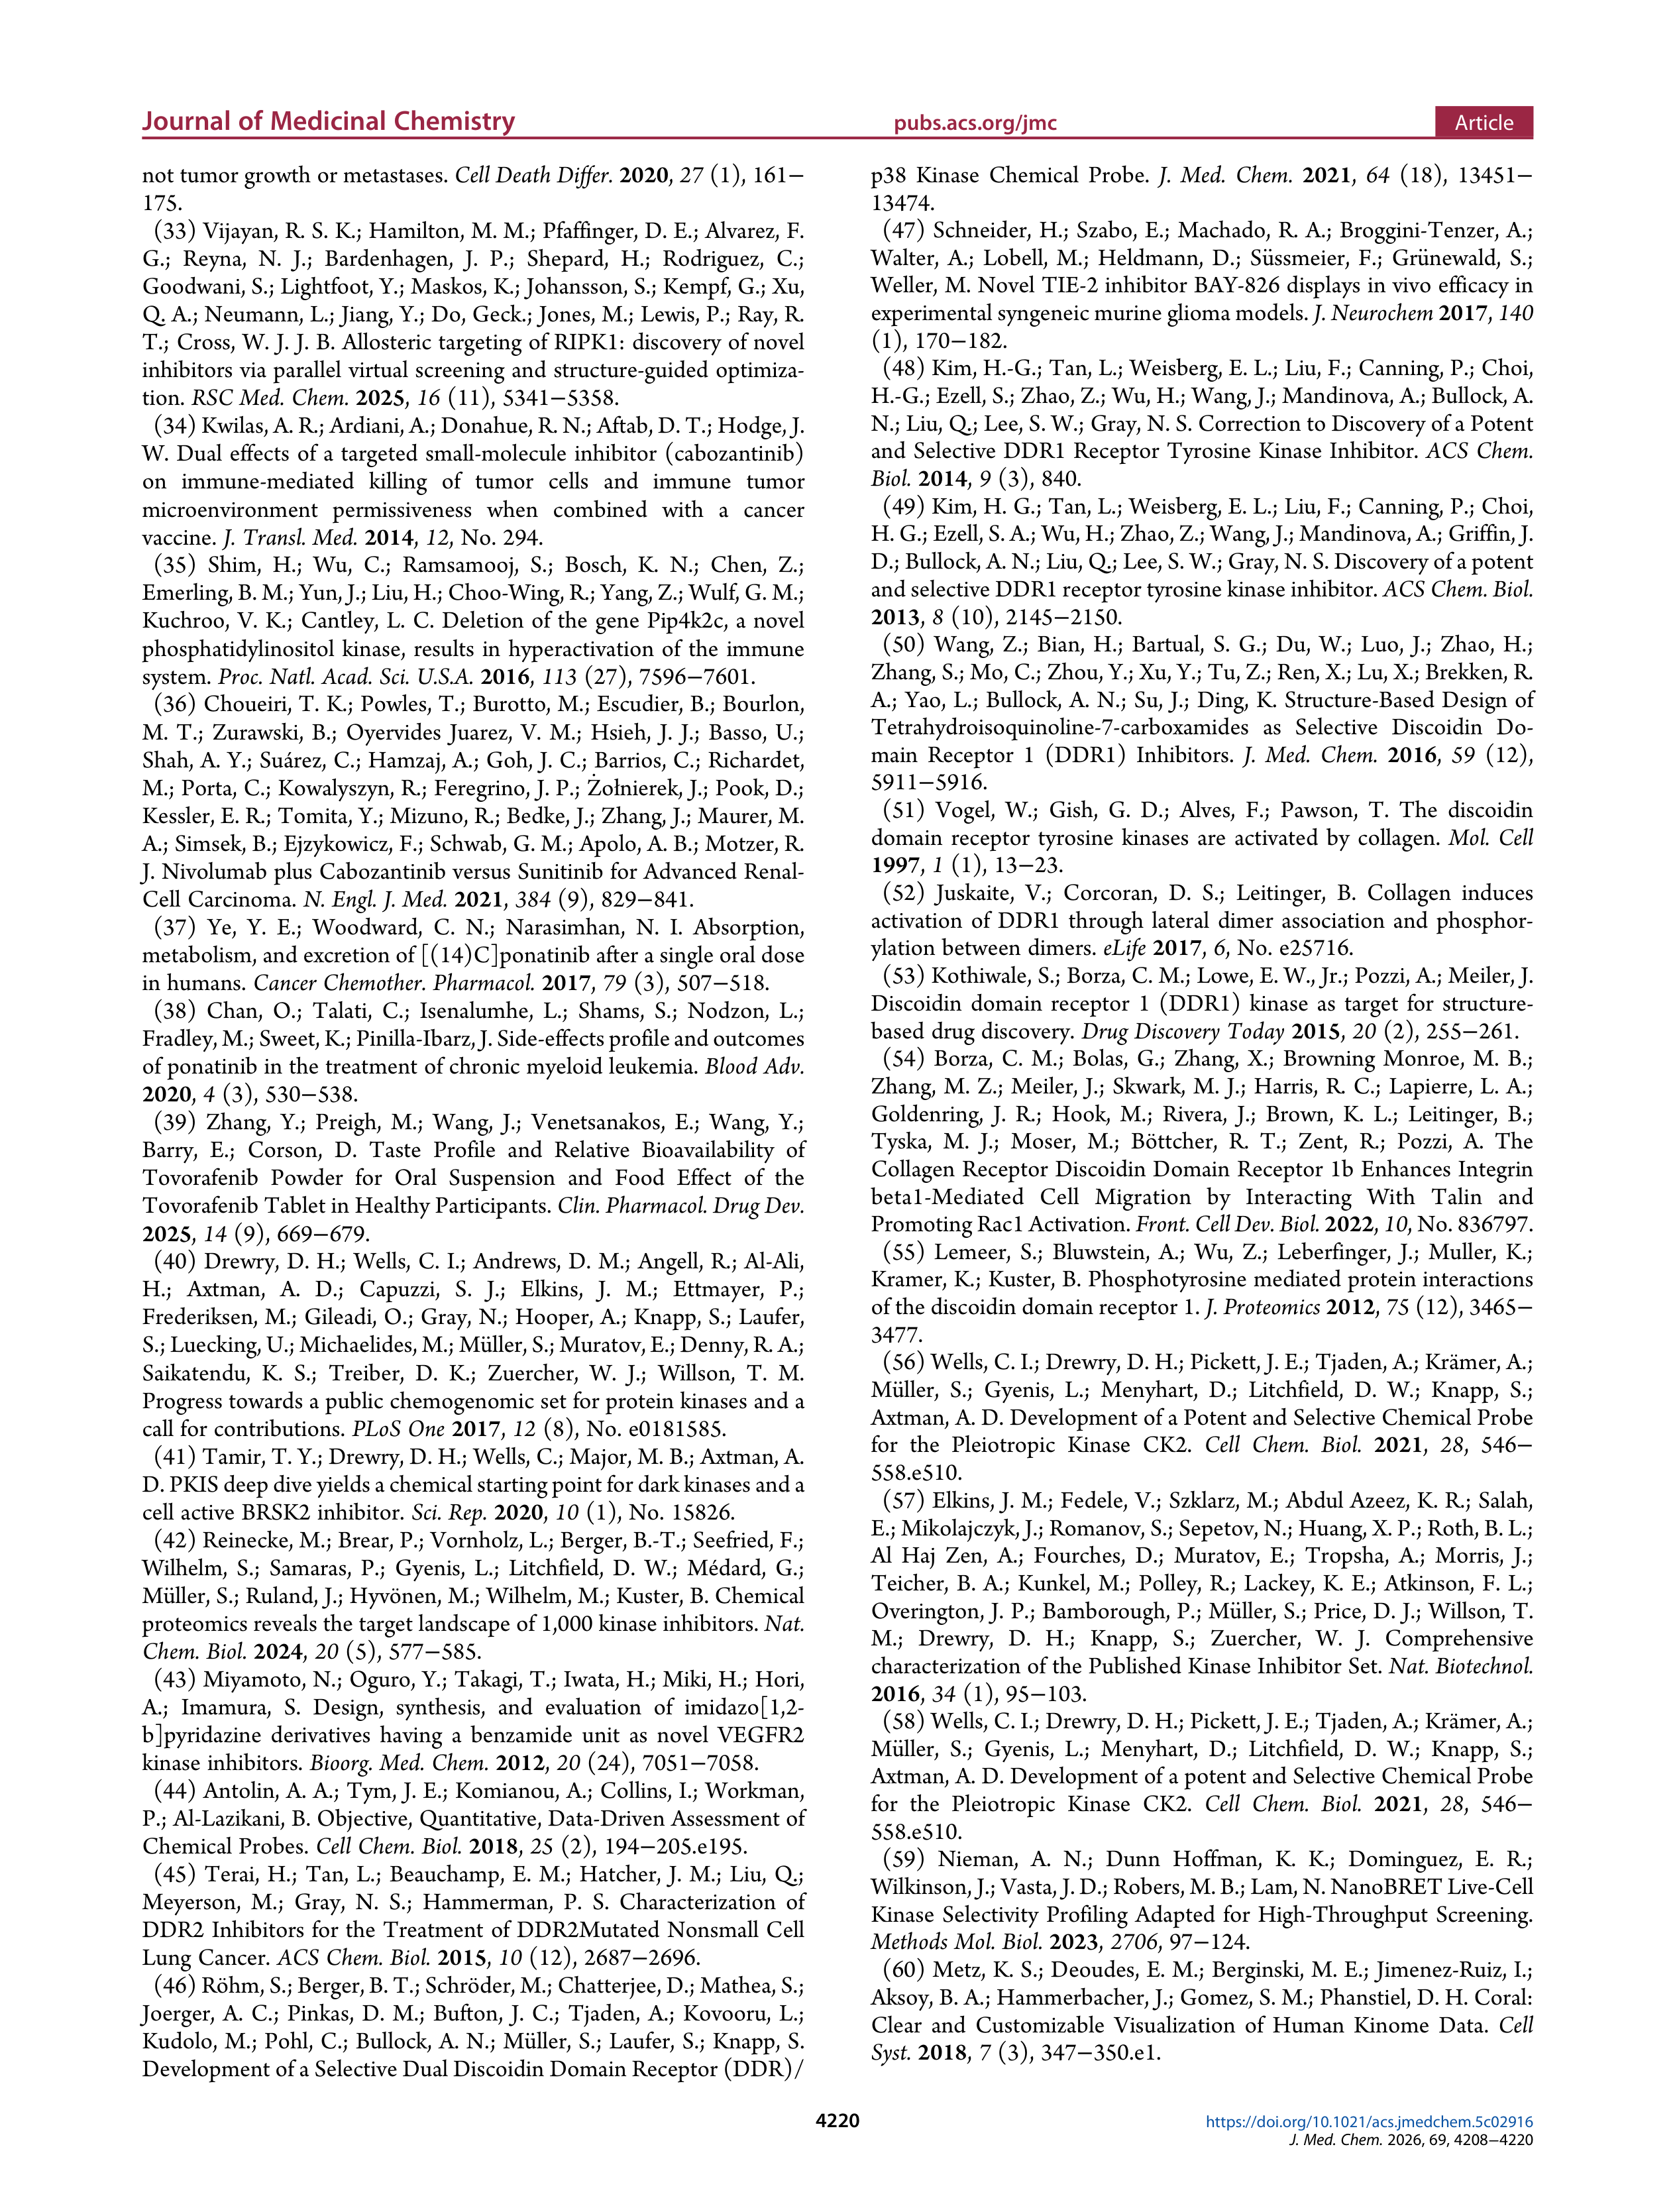 Journal of Medicinal Chemistry
pubs.acs.org/jmc
Article
not tumor growth or metastases. Cell Death Differ. 2020, 27 (1), 161−
175.
(33) Vijayan, R. S. K.; Hamilton, M. M.; Pfaffinger, D. E.; Alvarez, F.
G.; Reyna, N. J.; Bardenhagen, J. P.; Shepard, H.; Rodriguez, C.;
Goodwani, S.; Lightfoot, Y.; Maskos, K.; Johansson, S.; Kempf, G.; Xu,
Q. A.; Neumann, L.; Jiang, Y.; Do, Geck.; Jones, M.; Lewis, P.; Ray, R.
T.; Cross, W. J. J. B. Allosteric targeting of RIPK1: discovery of novel
inhibitors via parallel virtual screening and structure-guided optimiza-
tion. RSC Med. Chem. 2025, 16 (11), 5341−5358.
(34) Kwilas, A. R.; Ardiani, A.; Donahue, R. N.; Aftab, D. T.; Hodge, J.
W. Dual effects of a targeted small-molecule inhibitor (cabozantinib)
on immune-mediated killing of tumor cells and immune tumor
microenvironment permissiveness when combined with a cancer
vaccine. J. Transl. Med. 2014, 12, No. 294.
(35) Shim, H.; Wu, C.; Ramsamooj, S.; Bosch, K. N.; Chen, Z.;
Emerling, B. M.; Yun, J.; Liu, H.; Choo-Wing, R.; Yang, Z.; Wulf, G. M.;
Kuchroo, V. K.; Cantley, L. C. Deletion of the gene Pip4k2c, a novel
phosphatidylinositol kinase, results in hyperactivation of the immune
system. Proc. Natl. Acad. Sci. U.S.A. 2016, 113 (27), 7596−7601.
(36) Choueiri, T. K.; Powles, T.; Burotto, M.; Escudier, B.; Bourlon,
M. T.; Zurawski, B.; Oyervides Juarez, V. M.; Hsieh, J. J.; Basso, U.;
Shah, A. Y.; Suárez, C.; Hamzaj, A.; Goh, J. C.; Barrios, C.; Richardet,
M.; Porta, C.; Kowalyszyn, R.; Feregrino, J. P.; Żołnierek, J.; Pook, D.;
Kessler, E. R.; Tomita, Y.; Mizuno, R.; Bedke, J.; Zhang, J.; Maurer, M.
A.; Simsek, B.; Ejzykowicz, F.; Schwab, G. M.; Apolo, A. B.; Motzer, R.
J. Nivolumab plus Cabozantinib versus Sunitinib for Advanced Renal-
Cell Carcinoma. N. Engl. J. Med. 2021, 384 (9), 829−841.
(37) Ye, Y. E.; Woodward, C. N.; Narasimhan, N. I. Absorption,
metabolism, and excretion of [(14)C]ponatinib after a single oral dose
in humans. Cancer Chemother. Pharmacol. 2017, 79 (3), 507−518.
(38) Chan, O.; Talati, C.; Isenalumhe, L.; Shams, S.; Nodzon, L.;
Fradley, M.; Sweet, K.; Pinilla-Ibarz, J. Side-effects profile and outcomes
of ponatinib in the treatment of chronic myeloid leukemia. Blood Adv.
2020, 4 (3), 530−538.
(39) Zhang, Y.; Preigh, M.; Wang, J.; Venetsanakos, E.; Wang, Y.;
Barry, E.; Corson, D. Taste Profile and Relative Bioavailability of
Tovorafenib Powder for Oral Suspension and Food Effect of the
Tovorafenib Tablet in Healthy Participants. Clin. Pharmacol. Drug Dev.
2025, 14 (9), 669−679.
(40) Drewry, D. H.; Wells, C. I.; Andrews, D. M.; Angell, R.; Al-Ali,
H.; Axtman, A. D.; Capuzzi, S. J.; Elkins, J. M.; Ettmayer, P.;
Frederiksen, M.; Gileadi, O.; Gray, N.; Hooper, A.; Knapp, S.; Laufer,
S.; Luecking, U.; Michaelides, M.; Müller, S.; Muratov, E.; Denny, R. A.;
Saikatendu, K. S.; Treiber, D. K.; Zuercher, W. J.; Willson, T. M.
Progress towards a public chemogenomic set for protein kinases and a
call for contributions. PLoS One 2017, 12 (8), No. e0181585.
(41) Tamir, T. Y.; Drewry, D. H.; Wells, C.; Major, M. B.; Axtman, A.
D. PKIS deep dive yields a chemical starting point for dark kinases and a
cell active BRSK2 inhibitor. Sci. Rep. 2020, 10 (1), No. 15826.
(42) Reinecke, M.; Brear, P.; Vornholz, L.; Berger, B.-T.; Seefried, F.;
Wilhelm, S.; Samaras, P.; Gyenis, L.; Litchfield, D. W.; Médard, G.;
Müller, S.; Ruland, J.; Hyvönen, M.; Wilhelm, M.; Kuster, B. Chemical
proteomics reveals the target landscape of 1,000 kinase inhibitors. Nat.
Chem. Biol. 2024, 20 (5), 577−585.
(43) Miyamoto, N.; Oguro, Y.; Takagi, T.; Iwata, H.; Miki, H.; Hori,
A.; Imamura, S. Design, synthesis, and evaluation of imidazo[1,2-
b]pyridazine derivatives having a benzamide unit as novel VEGFR2
kinase inhibitors. Bioorg. Med. Chem. 2012, 20 (24), 7051−7058.
(44) Antolin, A. A.; Tym, J. E.; Komianou, A.; Collins, I.; Workman,
P.; Al-Lazikani, B. Objective, Quantitative, Data-Driven Assessment of
Chemical Probes. Cell Chem. Biol. 2018, 25 (2), 194−205.e195.
(45) Terai, H.; Tan, L.; Beauchamp, E. M.; Hatcher, J. M.; Liu, Q.;
Meyerson, M.; Gray, N. S.; Hammerman, P. S. Characterization of
DDR2 Inhibitors for the Treatment of DDR2Mutated Nonsmall Cell
Lung Cancer. ACS Chem. Biol. 2015, 10 (12), 2687−2696.
(46) Röhm, S.; Berger, B. T.; Schröder, M.; Chatterjee, D.; Mathea, S.;
Joerger, A. C.; Pinkas, D. M.; Bufton, J. C.; Tjaden, A.; Kovooru, L.;
Kudolo, M.; Pohl, C.; Bullock, A. N.; Müller, S.; Laufer, S.; Knapp, S.
Development of a Selective Dual Discoidin Domain Receptor (DDR)/
p38 Kinase Chemical Probe. J. Med. Chem. 2021, 64 (18), 13451−
13474.
(47) Schneider, H.; Szabo, E.; Machado, R. A.; Broggini-Tenzer, A.;
Walter, A.; Lobell, M.; Heldmann, D.; Süssmeier, F.; Grünewald, S.;
Weller, M. Novel TIE-2 inhibitor BAY-826 displays in vivo efficacy in
experimental syngeneic murine glioma models. J. Neurochem 2017, 140
(1), 170−182.
(48) Kim, H.-G.; Tan, L.; Weisberg, E. L.; Liu, F.; Canning, P.; Choi,
H.-G.; Ezell, S.; Zhao, Z.; Wu, H.; Wang, J.; Mandinova, A.; Bullock, A.
N.; Liu, Q.; Lee, S. W.; Gray, N. S. Correction to Discovery of a Potent
and Selective DDR1 Receptor Tyrosine Kinase Inhibitor. ACS Chem.
Biol. 2014, 9 (3), 840.
(49) Kim, H. G.; Tan, L.; Weisberg, E. L.; Liu, F.; Canning, P.; Choi,
H. G.; Ezell, S. A.; Wu, H.; Zhao, Z.; Wang, J.; Mandinova, A.; Griffin, J.
D.; Bullock, A. N.; Liu, Q.; Lee, S. W.; Gray, N. S. Discovery of a potent
and selective DDR1 receptor tyrosine kinase inhibitor. ACS Chem. Biol.
2013, 8 (10), 2145−2150.
(50) Wang, Z.; Bian, H.; Bartual, S. G.; Du, W.; Luo, J.; Zhao, H.;
Zhang, S.; Mo, C.; Zhou, Y.; Xu, Y.; Tu, Z.; Ren, X.; Lu, X.; Brekken, R.
A.; Yao, L.; Bullock, A. N.; Su, J.; Ding, K. Structure-Based Design of
Tetrahydroisoquinoline-7-carboxamides as Selective Discoidin Do-
main Receptor 1 (DDR1) Inhibitors. J. Med. Chem. 2016, 59 (12),
5911−5916.
(51) Vogel, W.; Gish, G. D.; Alves, F.; Pawson, T. The discoidin
domain receptor tyrosine kinases are activated by collagen. Mol. Cell
1997, 1 (1), 13−23.
(52) Juskaite, V.; Corcoran, D. S.; Leitinger, B. Collagen induces
activation of DDR1 through lateral dimer association and phosphor-
ylation between dimers. eLife 2017, 6, No. e25716.
(53) Kothiwale, S.; Borza, C. M.; Lowe, E. W., Jr.; Pozzi, A.; Meiler, J.
Discoidin domain receptor 1 (DDR1) kinase as target for structure-
based drug discovery. Drug Discovery Today 2015, 20 (2), 255−261.
(54) Borza, C. M.; Bolas, G.; Zhang, X.; Browning Monroe, M. B.;
Zhang, M. Z.; Meiler, J.; Skwark, M. J.; Harris, R. C.; Lapierre, L. A.;
Goldenring, J. R.; Hook, M.; Rivera, J.; Brown, K. L.; Leitinger, B.;
Tyska, M. J.; Moser, M.; Böttcher, R. T.; Zent, R.; Pozzi, A. The
Collagen Receptor Discoidin Domain Receptor 1b Enhances Integrin
beta1-Mediated Cell Migration by Interacting With Talin and
Promoting Rac1 Activation. Front. Cell Dev. Biol. 2022, 10, No. 836797.
(55) Lemeer, S.; Bluwstein, A.; Wu, Z.; Leberfinger, J.; Muller, K.;
Kramer, K.; Kuster, B. Phosphotyrosine mediated protein interactions
of the discoidin domain receptor 1. J. Proteomics 2012, 75 (12), 3465−
3477.
(56) Wells, C. I.; Drewry, D. H.; Pickett, J. E.; Tjaden, A.; Krämer, A.;
Müller, S.; Gyenis, L.; Menyhart, D.; Litchfield, D. W.; Knapp, S.;
Axtman, A. D. Development of a Potent and Selective Chemical Probe
for the Pleiotropic Kinase CK2. Cell Chem. Biol. 2021, 28, 546−
558.e510.
(57) Elkins, J. M.; Fedele, V.; Szklarz, M.; Abdul Azeez, K. R.; Salah,
E.; Mikolajczyk, J.; Romanov, S.; Sepetov, N.; Huang, X. P.; Roth, B. L.;
Al Haj Zen, A.; Fourches, D.; Muratov, E.; Tropsha, A.; Morris, J.;
Teicher, B. A.; Kunkel, M.; Polley, R.; Lackey, K. E.; Atkinson, F. L.;
Overington, J. P.; Bamborough, P.; Müller, S.; Price, D. J.; Willson, T.
M.; Drewry, D. H.; Knapp, S.; Zuercher, W. J. Comprehensive
characterization of the Published Kinase Inhibitor Set. Nat. Biotechnol.
2016, 34 (1), 95−103.
(58) Wells, C. I.; Drewry, D. H.; Pickett, J. E.; Tjaden, A.; Krämer, A.;
Müller, S.; Gyenis, L.; Menyhart, D.; Litchfield, D. W.; Knapp, S.;
Axtman, A. D. Development of a potent and Selective Chemical Probe
for the Pleiotropic Kinase CK2. Cell Chem. Biol. 2021, 28, 546−
558.e510.
(59) Nieman, A. N.; Dunn Hoffman, K. K.; Dominguez, E. R.;
Wilkinson, J.; Vasta, J. D.; Robers, M. B.; Lam, N. NanoBRET Live-Cell
Kinase Selectivity Profiling Adapted for High-Throughput Screening.
Methods Mol. Biol. 2023, 2706, 97−124.
(60) Metz, K. S.; Deoudes, E. M.; Berginski, M. E.; Jimenez-Ruiz, I.;
Aksoy, B. A.; Hammerbacher, J.; Gomez, S. M.; Phanstiel, D. H. Coral:
Clear and Customizable Visualization of Human Kinome Data. Cell
Syst. 2018, 7 (3), 347−350.e1.
4220
https://doi.org/10.1021/acs.jmedchem.5c02916
J. Med. Chem. 2026, 69, 4208−4220